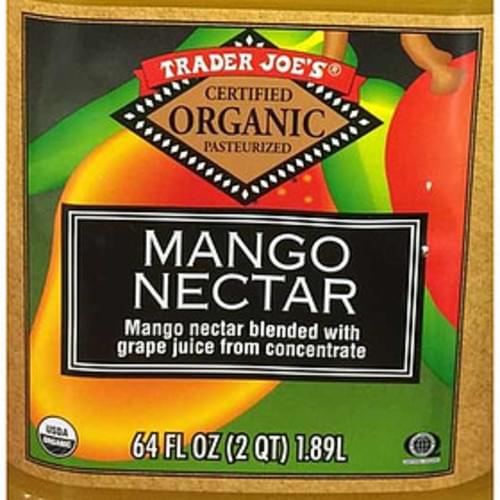 TRADER JOE'S®
CERTIFIED
ORGANIC
PASTEURIZED
MANGO
NECTAR
Mango nectar blended with
grape juice from concentrate
USDA
ORGANIC
64 FL OZ (2 QT) 1.89L